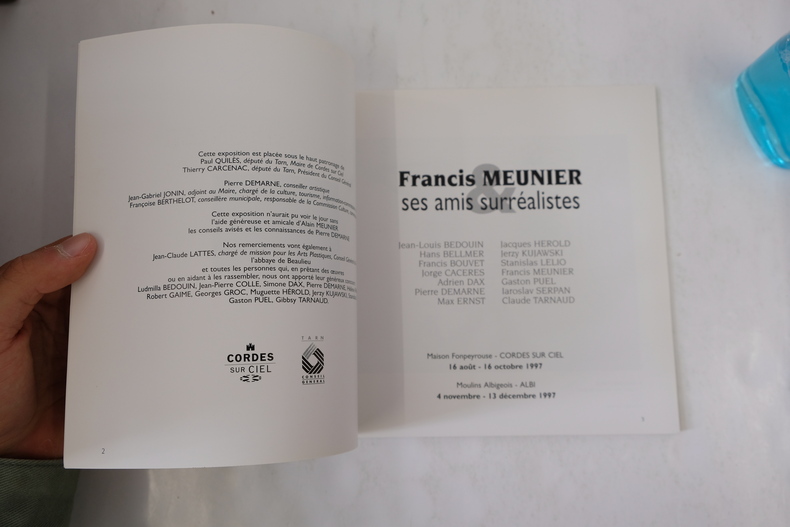 Cette exposition est placée sous le haut patronage de
Paul QUILÈS, député du Tarn, Maire de Cordes sur Ciel
Thierry CARCENAC, député du Tarn, Président du Conseil Général
Pierre DEMARNE, conseiller artistique
Jean-Gabriel JONIN, adjoint au Maire, chargé de la culture, tourisme, information
Françoise BERTHELOT, conseillère municipale, responsable de la Commission Culture
Cette exposition n'aurait pu voir le jour sans
l'aide généreuse et amicale d'Alain MEUNIER
les conseils avisés et les connaissances de Pierre DEMARNE
Nos remerciements vont également à
Jean-Claude LATTES, chargé de mission pour les Arts Plastiques, Conseil
l'abbaye de Beaulieu
et toutes les personnes qui, en prêtant des oeuvres
ou en aidant à les rassembler, nous ont apporté leur généreux
Ludmilla BEDOUIN, Jean-Pierre COLLE, Simone DAX, Pierre DEMARNE,
Robert GAIME, Georges GROC, Muguette HÉROLD, Jerzy KUJAWSKI,
Gaston PUEL, Gibbsy TARNAUD.
CORDES
SUR CIEL
TARN
CONSEIL
GENERAL
2
Francis MEUNIER
&
ses amis surréalistes
Jean-Louis BEDOUIN Jacques HEROLD
Hans BELLMER Jerzy KUJAWSKI
Francis BOUVET Stanislas LELIO
Jorge CACERES Francis MEUNIER
Adrien DAX Gaston PUEL
Pierre DEMARNE Iaroslav SERPAN
Max ERNST Claude TARNAUD
Maison Fonpeyrouse - CORDES SUR CIEL
16 août - 16 octobre 1997
Moulins Albigeois - ALBI
4 novembre - 13 décembre 1997